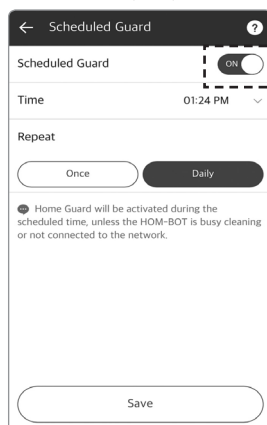 ← Scheduled Guard ?
Scheduled Guard ON
Time 01:24 PM
Repeat
Once Daily
Home Guard will be activated during the
scheduled time, unless the HOM-BOT is busy cleaning
or not connected to the network.
Save